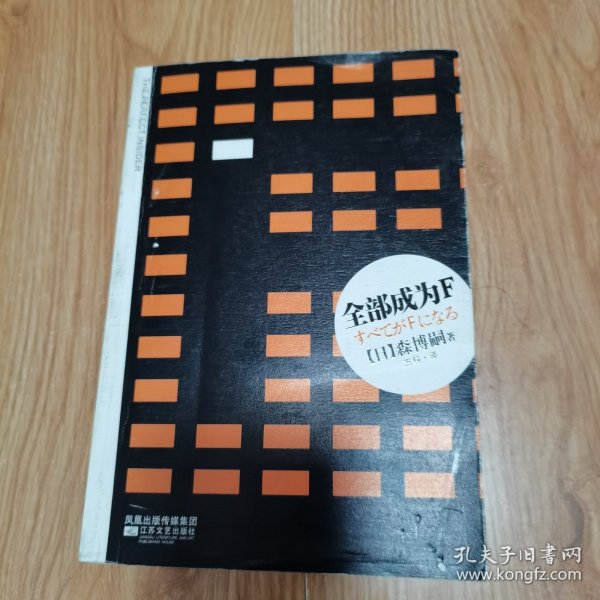 THE PERFECT INSIDER
全部成为F
すべてがFになる
【日】森博嗣 著
凤凰出版传媒集团
江苏文艺出版社
JIANGSU LITERATURE AND ART
PUBLISHING HOUSE
孔夫子旧书网
www.kongfz.com